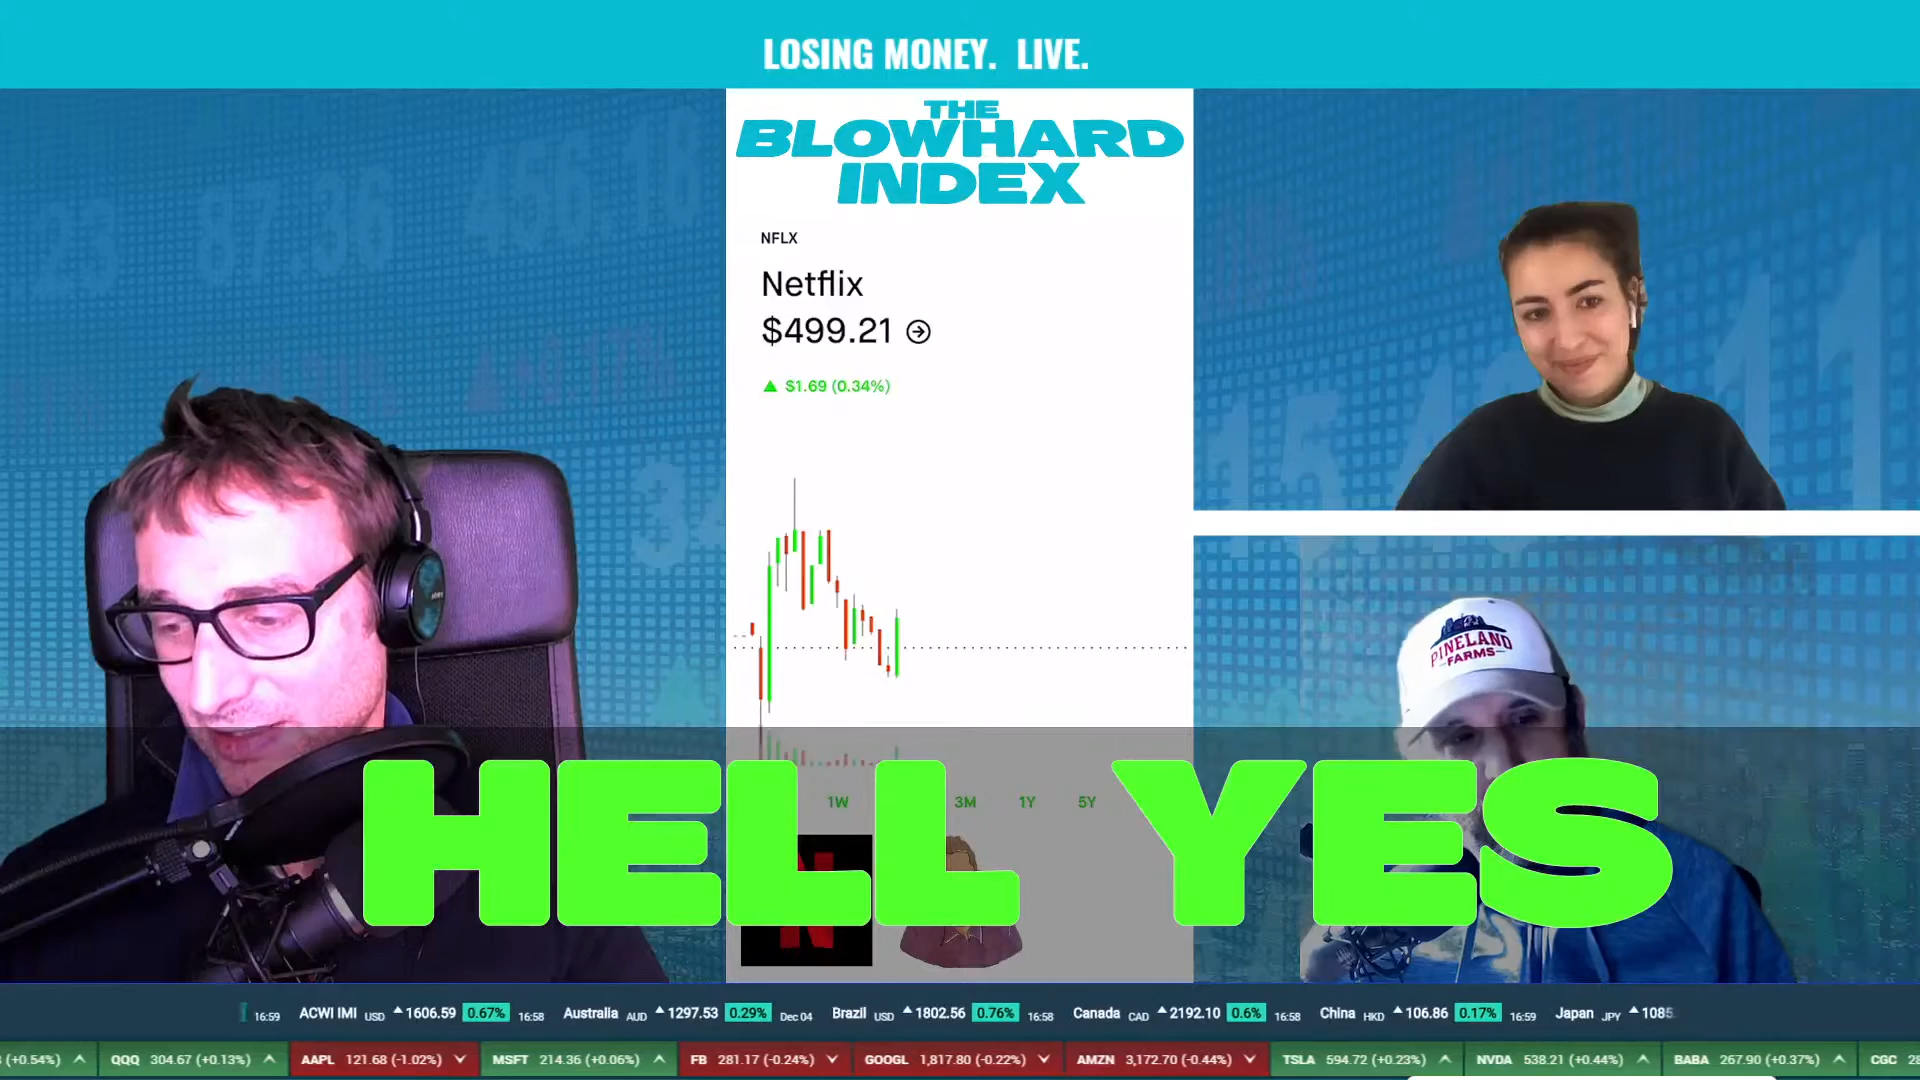 LOSING MONEY. LIVE.
THE
BLOWHARD
INDEX
NFLX
Netflix
$499.21
$1.69 (0.34%)
PINELAND
FARMS
1W 3M 1Y 5Y
HELL YES
16:59 ACWI IMI USD 1606.59 0.67% 16:58 Australia AUD 1297.53 0.29% Dec 04 Brazil USD 1802.56 0.76% 16:58 Canada CAD 2192.10 0.6% 16:58 China HKD 106.86 0.17% 16:59 Japan JPY 1085
(+0.54%) QQQ 304.67 (+0.13%) AAPL 121.68 (-1.02%) MSFT 214.36 (+0.06%) FB 281.17 (-0.24%) GOOGL 1,817.80 (-0.22%) AMZN 3,172.70 (-0.44%) TSLA 594.72 (+0.23%) NVDA 538.21 (+0.44%) BABA 267.90 (+0.37%) CGC